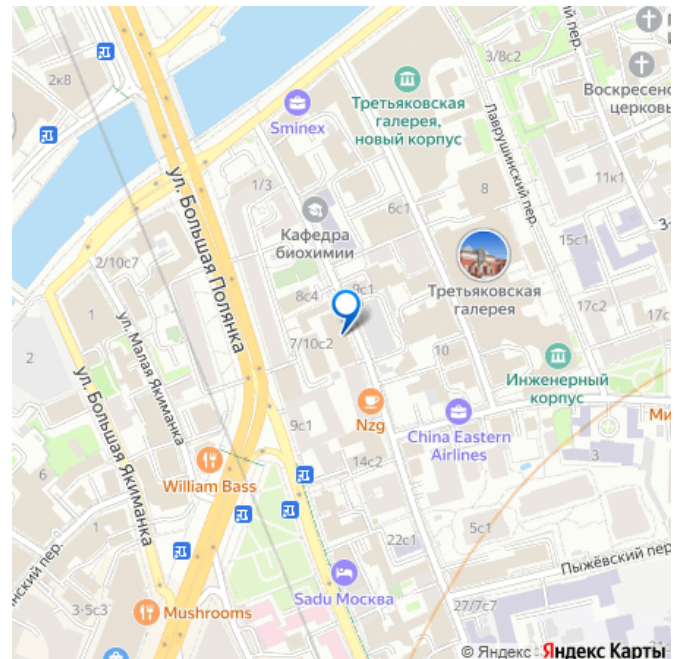 2к8
3/8с2
Воскресенс
церковь
Третьяковская
галерея,
новый корпус
Sminex
Лаврушинский пер.
ул. Большая Полянка
1/3
6с1
8
11к1
Кафедра
биохимии
15с1
2/10с7
8с4
9с1
Третьяковская
галерея
17с2
17с
1
ул. Малая Якиманка
7/10с2
10
2
Инженерный
корпус
Nzg
Ми
ул. Большая Якиманка
9с1
China Eastern
Airlines
3
6
14с2
William Bass
1
5с1
22с1
Пыжёвский пер
нский пер.
Sadu Москва
3-5с3
Mushrooms
27/7с7
© Яндекс Яндекс Карты